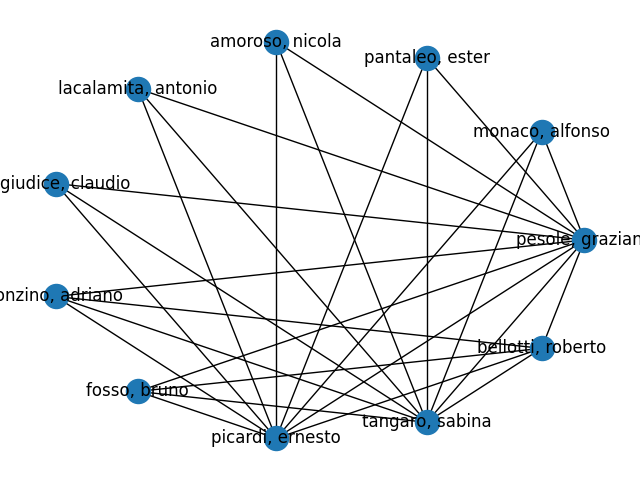 amoroso, nicola
pantaleo, ester
lacalamita, antonio
monaco, alfonso
giudice, claudio
pesole, grazian
onzino, adriano
bellotti, roberto
fosso, bruno
tangaro, sabina
picardi, ernesto